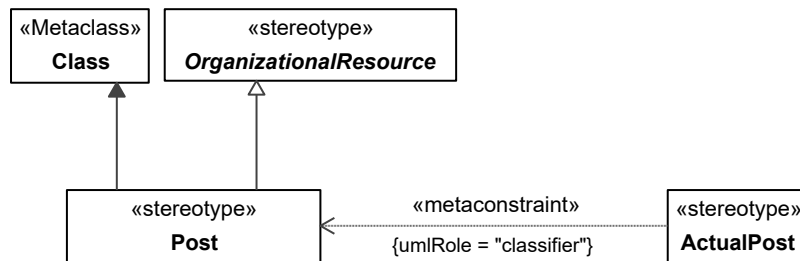 «Metaclass»
Class
«stereotype»
OrganizationalResource
«stereotype»
Post
«metaconstraint»
{umlRole = "classifier"}
«stereotype»
ActualPost